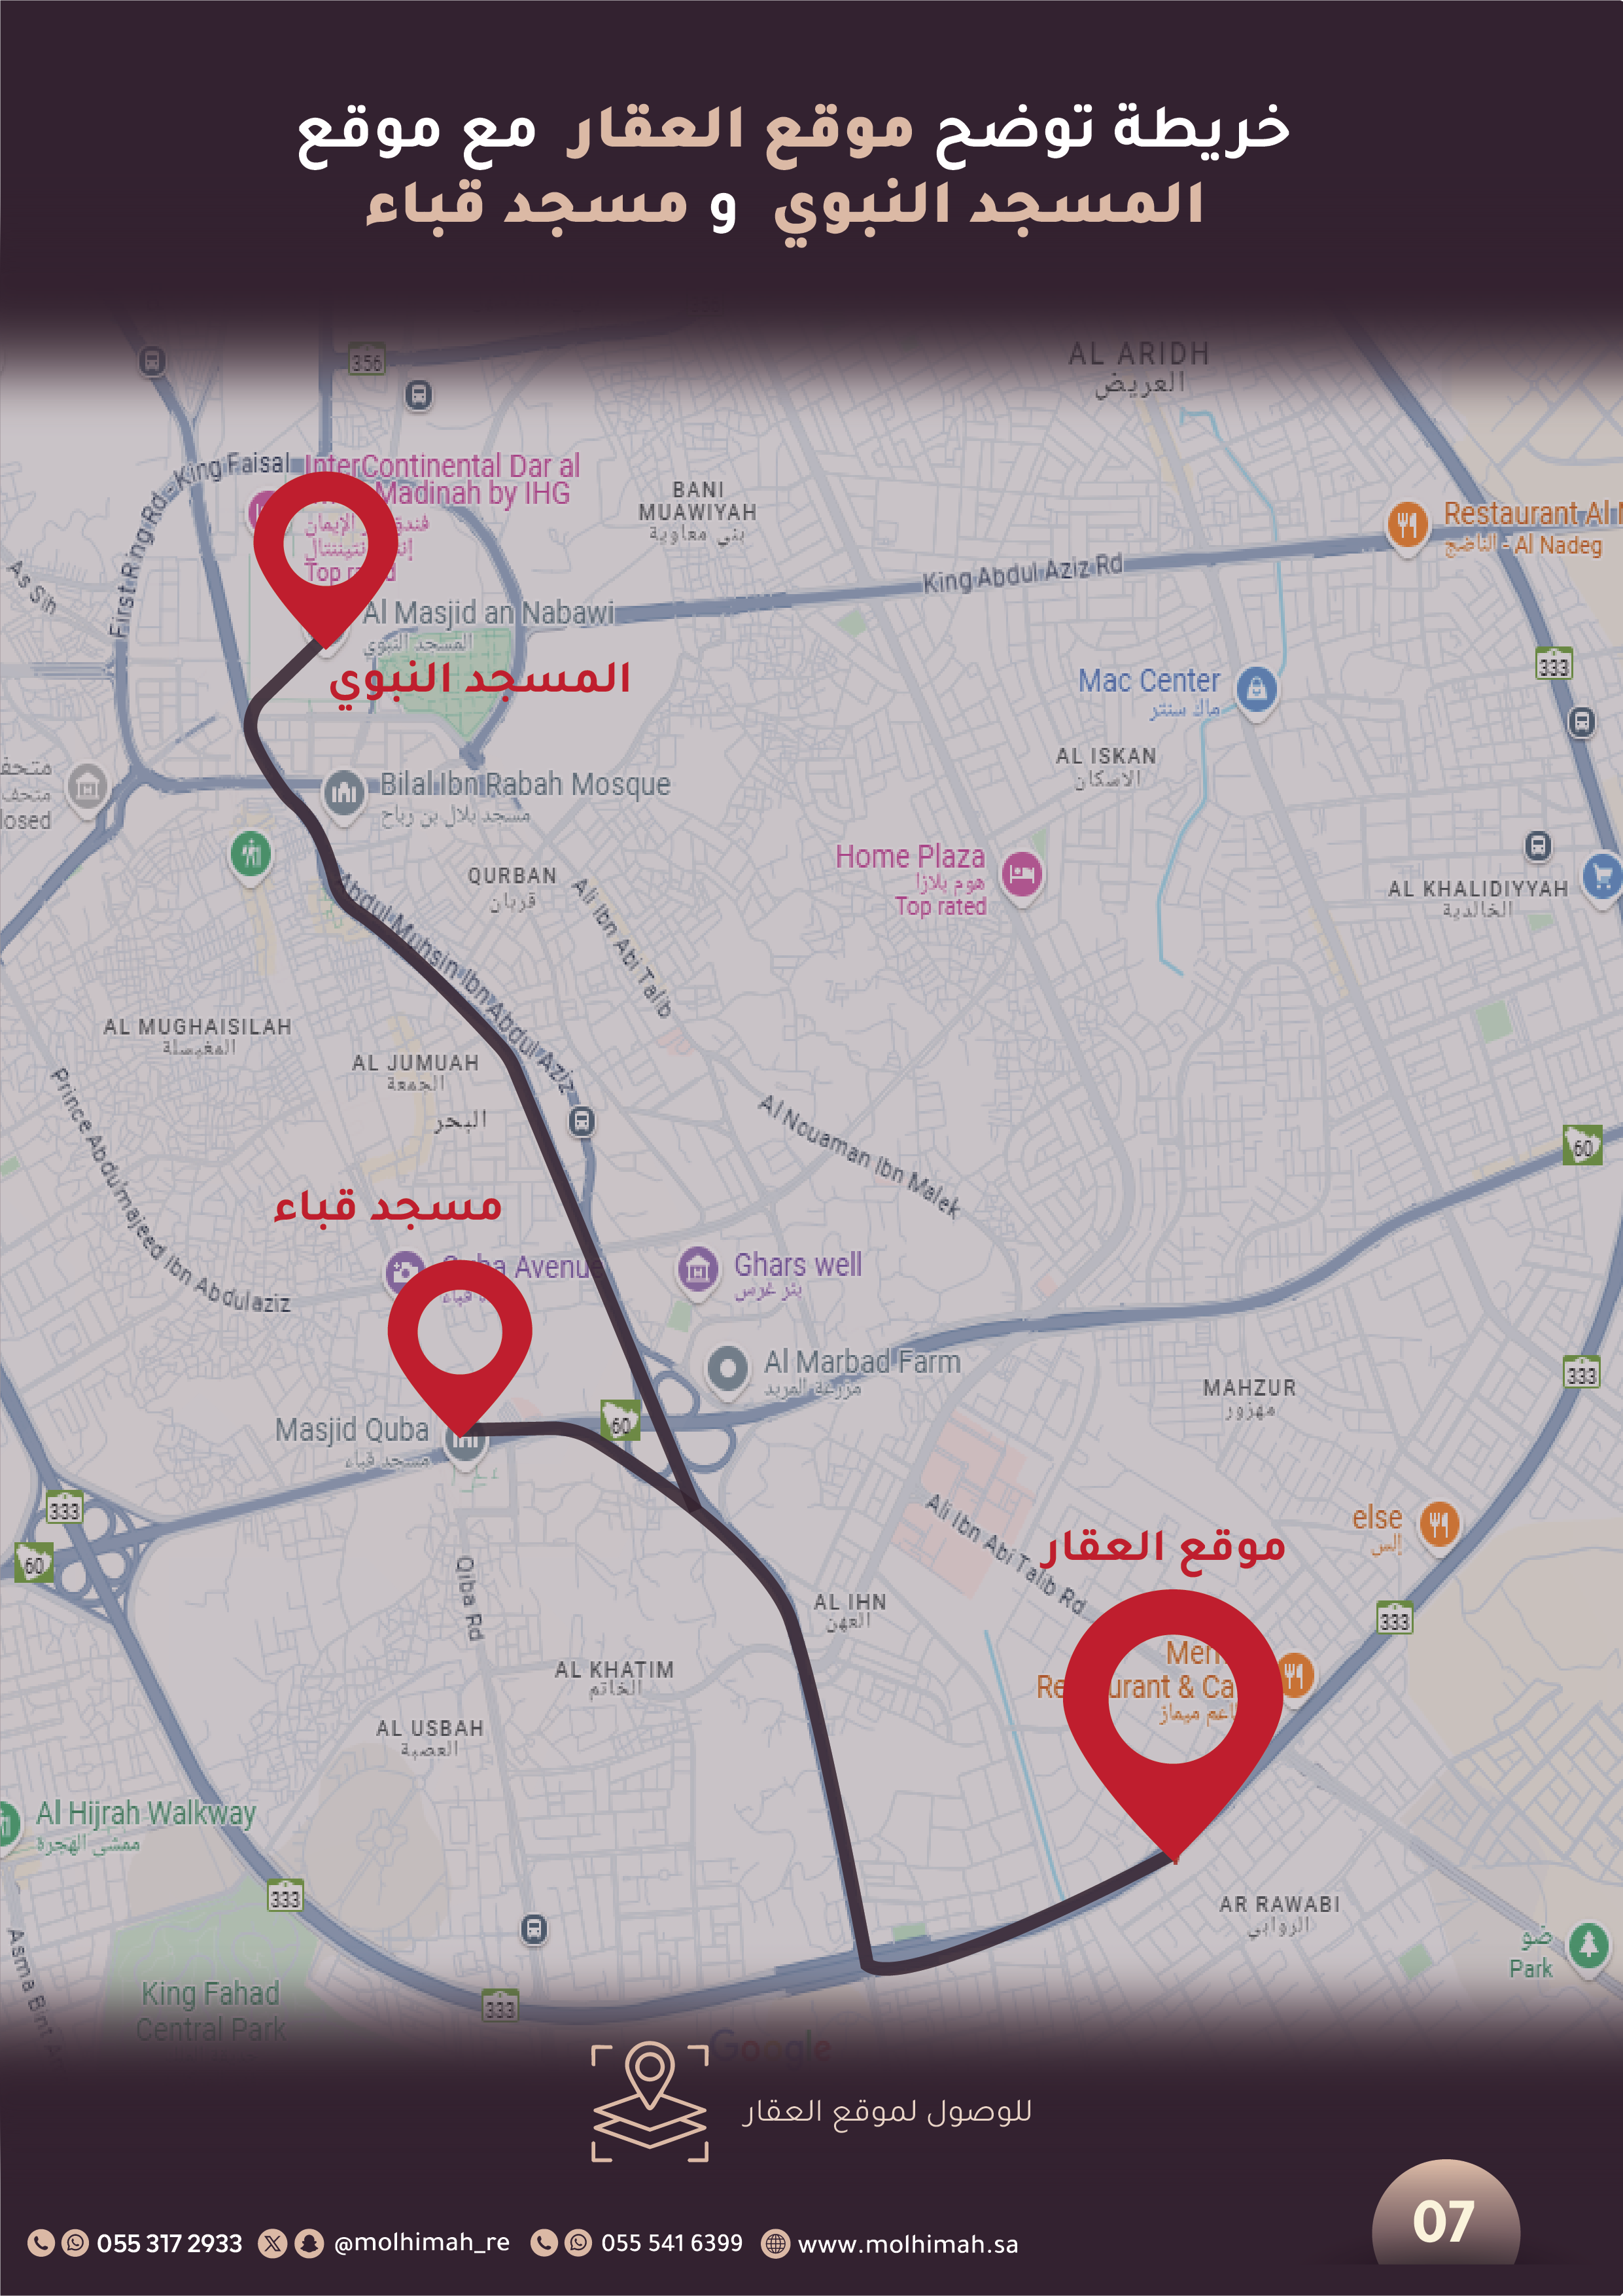 خريطة توضح موقع العقار مع موقع
المسجد النبوي و مسجد قباء
AL ARIDH
العريض
356
First Ring Rd - King Faisal
InterContinental Dar al
Madinah by IHG
Top rated
BANI
MUAWIYAH
بني معاوية
Restaurant Al
الناضج - Al Nadeg
As Sih
King Abdul Aziz Rd
Al Masjid an Nabawi
المسجد النبوي
المسجد النبوي
333
Mac Center
ماك سنتر
AL ISKAN
الاسكان
متحف
متحف
losed
Bilal Ibn Rabah Mosque
مسجد بلال بن رباح
Home Plaza
هوم بلازا
Top rated
QURBAN
قربان
Ali Ibn Abi Talib
AL KHALIDIYYAH
الخالدية
Abdul Muhsin Ibn Abdul Aziz
AL MUGHAISILAH
المغيسلة
AL JUMUAH
الجمعة
البحر
Prince Abdu'majeed Ibn Abdulaziz
Al Nouaman Ibn Malek
60
مسجد قباء
Quba Avenue
قباء
Ghars well
بئر غرس
Al Marbad Farm
مزرعة المربد
333
MAHZUR
مهزور
Masjid Quba
مسجد قباء
60
333
60
Ali Ibn Abi Talib Rd
else
إلس
موقع العقار
Qiba Rd
AL IHN
العهن
333
Restaurant & Ca
AL KHATIM
الخاتم
AL USBAH
العصبة
Al Hijrah Walkway
ممشى الهجرة
333
AR RAWABI
الروابي
ضو
Park
Asma Bnt
King Fahad
Central Park
333
Google
للوصول لموقع العقار
055 317 2933 @molhimah_re 055 541 6399 www.molhimah.sa
07